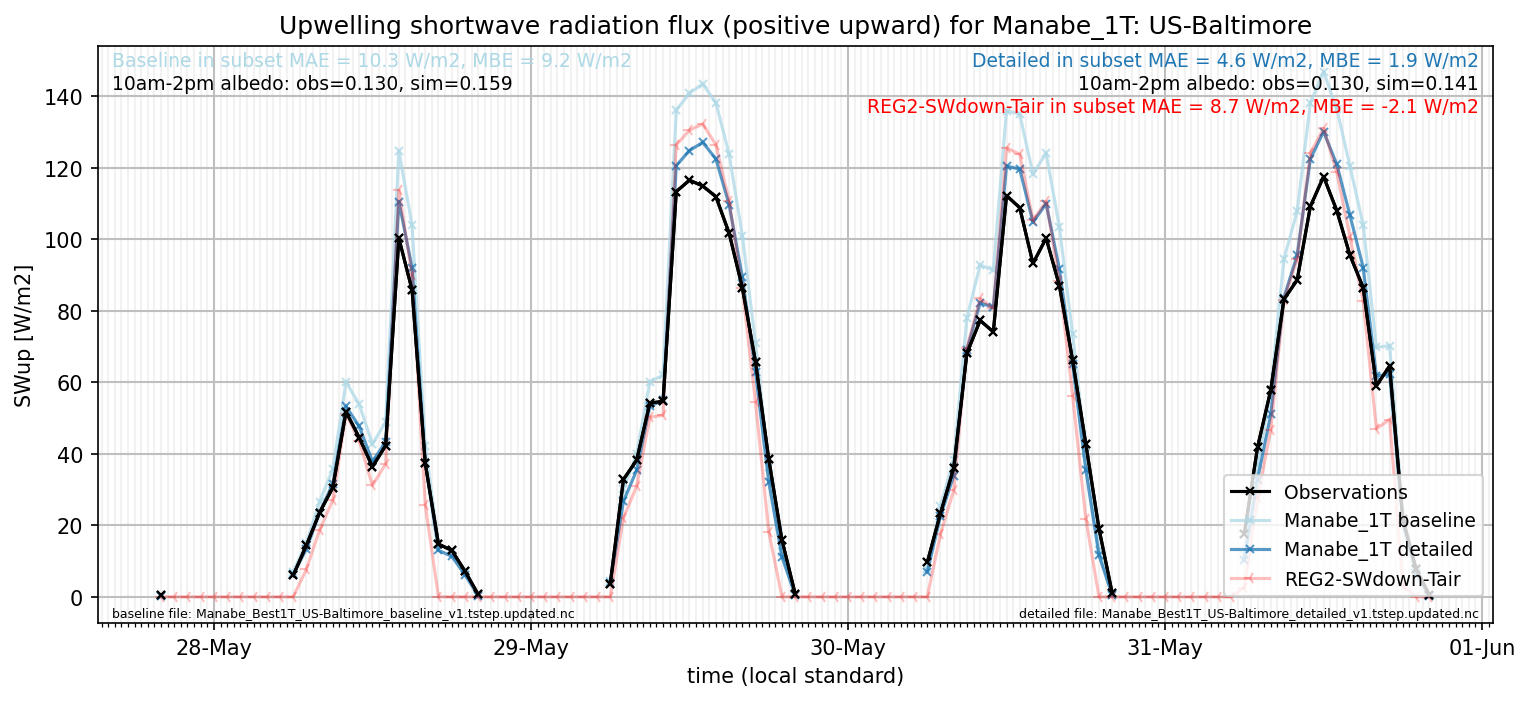 Upwelling shortwave radiation flux (positive upward) for Manabe_1T: US-Baltimore
Baseline in subset MAE = 10.3 W/m2, MBE = 9.2 W/m2
10am-2pm albedo: obs=0.130, sim=0.159
Detailed in subset MAE = 4.6 W/m2, MBE = 1.9 W/m2
10am-2pm albedo: obs=0.130, sim=0.141
REG2-SWdown-Tair in subset MAE = 8.7 W/m2, MBE = -2.1 W/m2
SWup [W/m2]
140
120
100
80
60
40
20
0
Observations
Manabe_1T baseline
Manabe_1T detailed
REG2-SWdown-Tair
baseline file: Manabe_Best1T_US-Baltimore_baseline_v1.tstep.updated.nc
detailed file: Manabe_Best1T_US-Baltimore_detailed_v1.tstep.updated.nc
28-May
29-May
30-May
31-May
01-Jun
time (local standard)